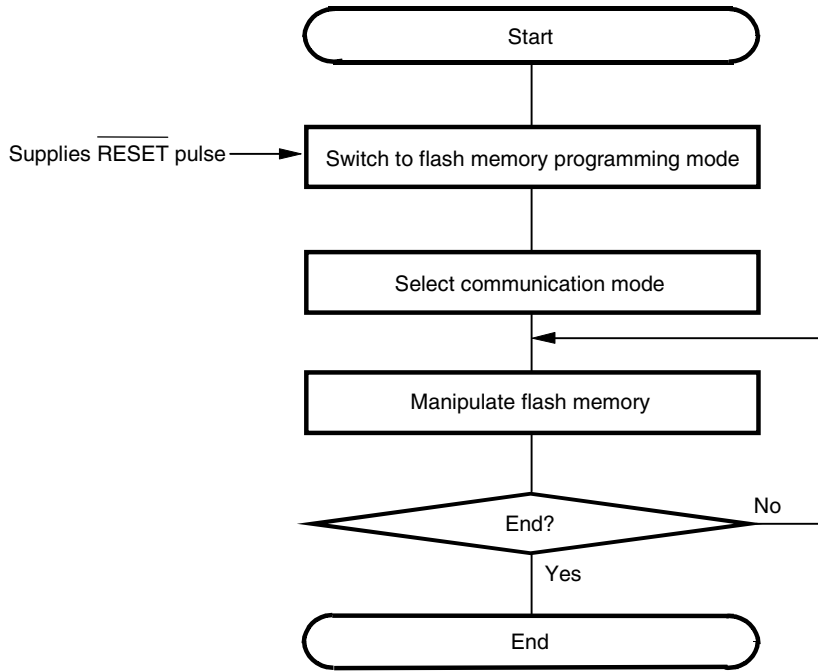 Start
Supplies RESET pulse
Switch to flash memory programming mode
Select communication mode
Manipulate flash memory
End?
No
Yes
End